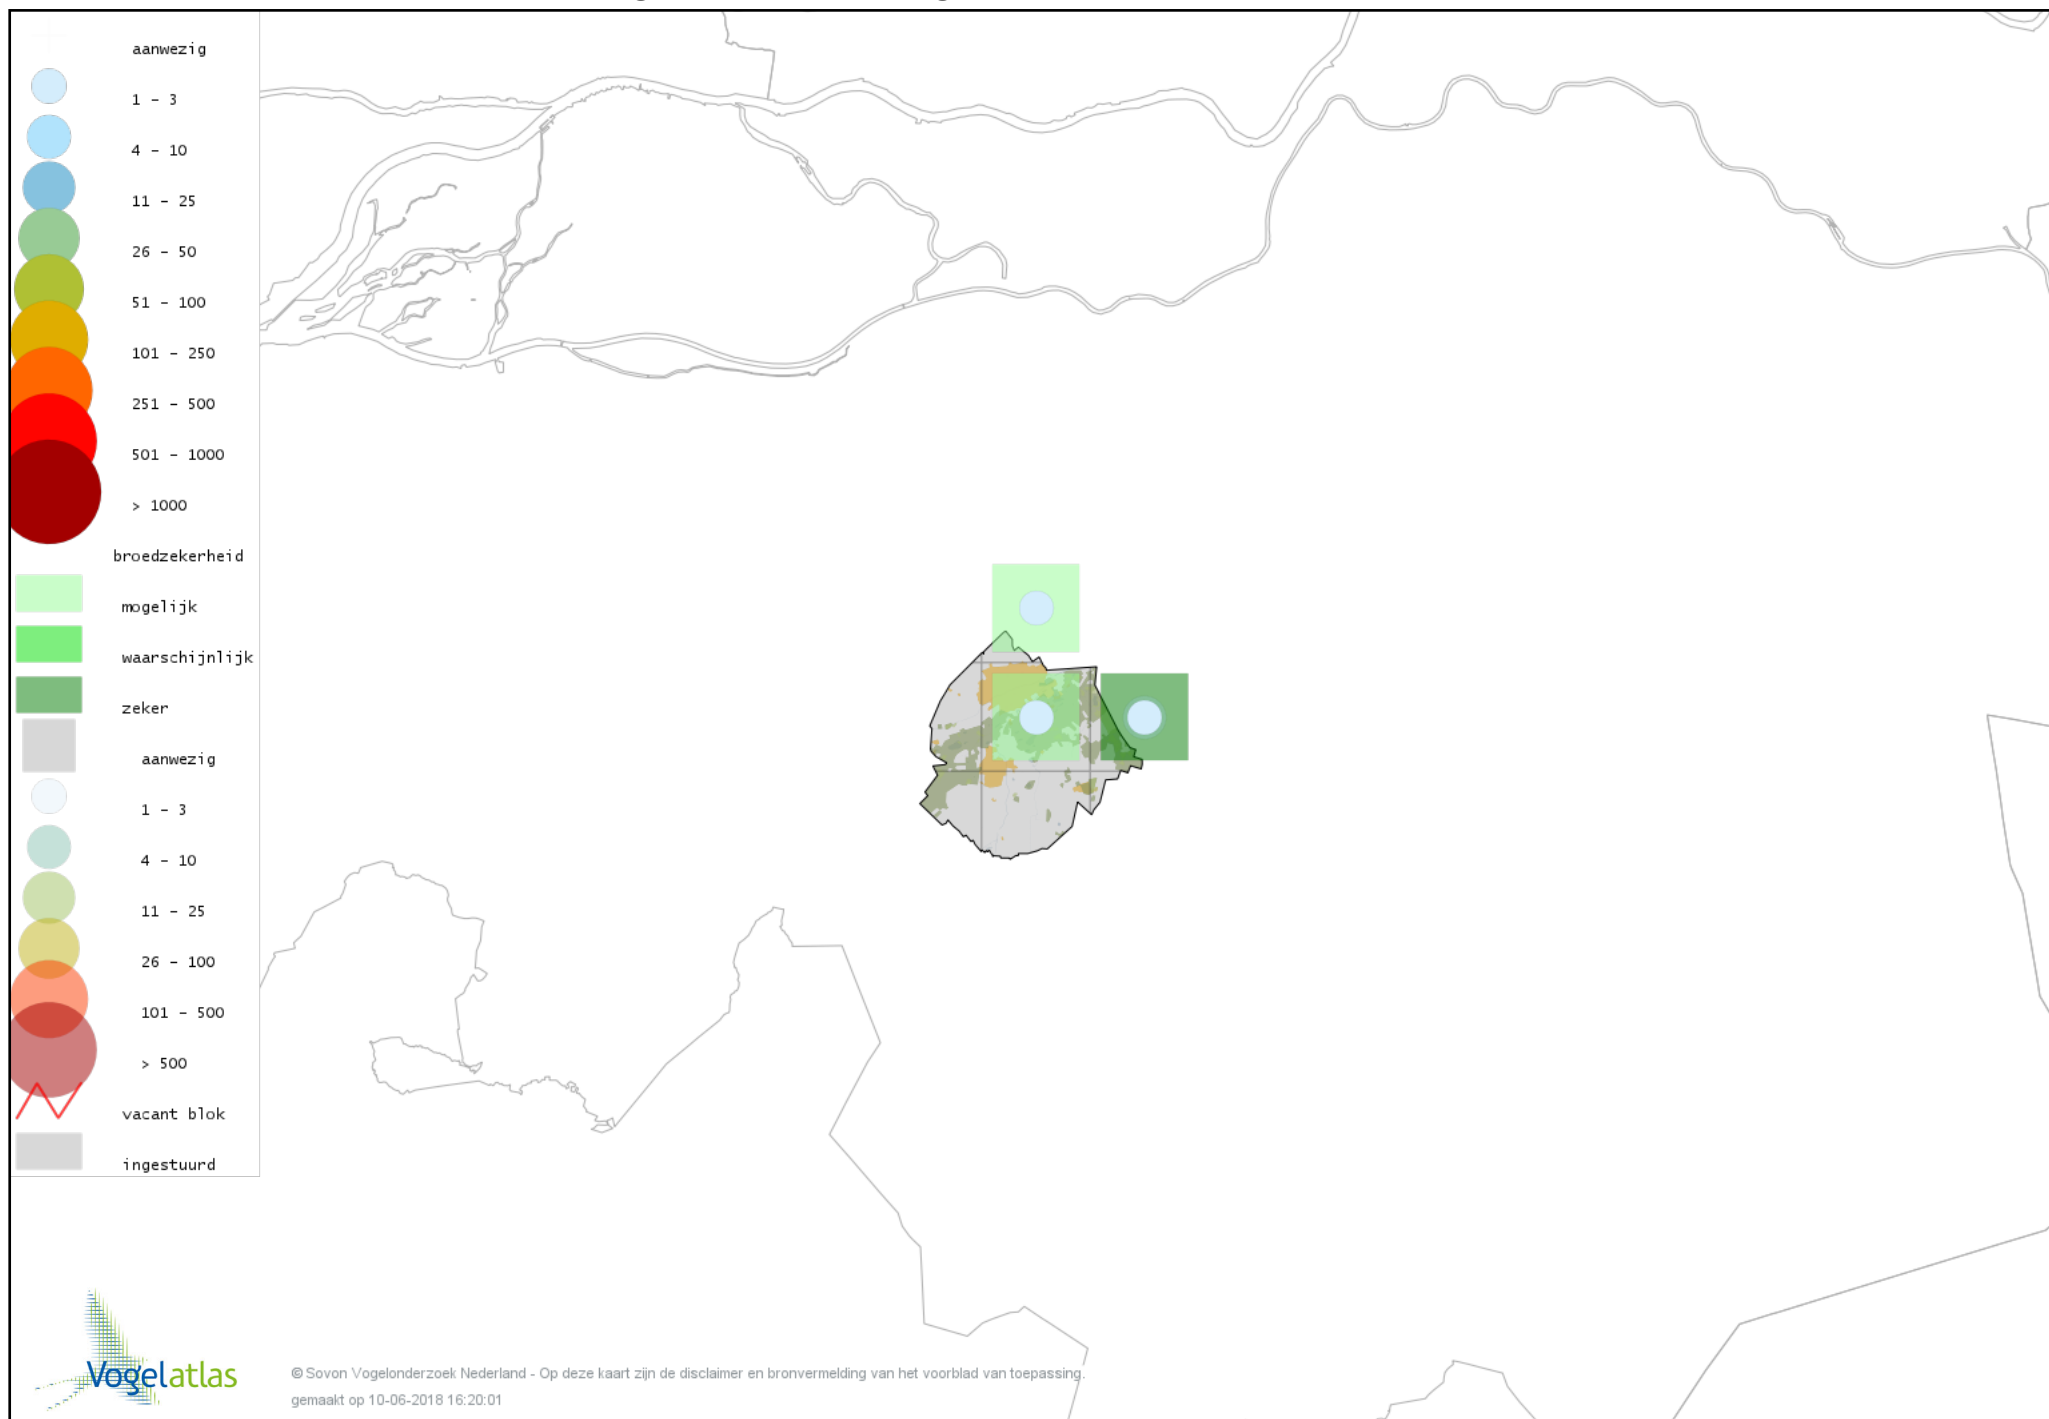 aanwezig
1 - 3
4 - 10
11 - 25
26 - 50
51 - 100
101 - 250
251 - 500
501 - 1000
> 1000
broedzekerheid
mogelijk
waarschijnlijk
zeker
aanwezig
1 - 3
4 - 10
11 - 25
26 - 100
101 - 500
> 500
vacant blok
ingestuurd
Vogelatlas
© Sovon Vogelonderzoek Nederland - Op deze kaart zijn de disclaimer en bronvermelding van het voorblad van toepassing.
gemaakt op 10-06-2018 16:20:01